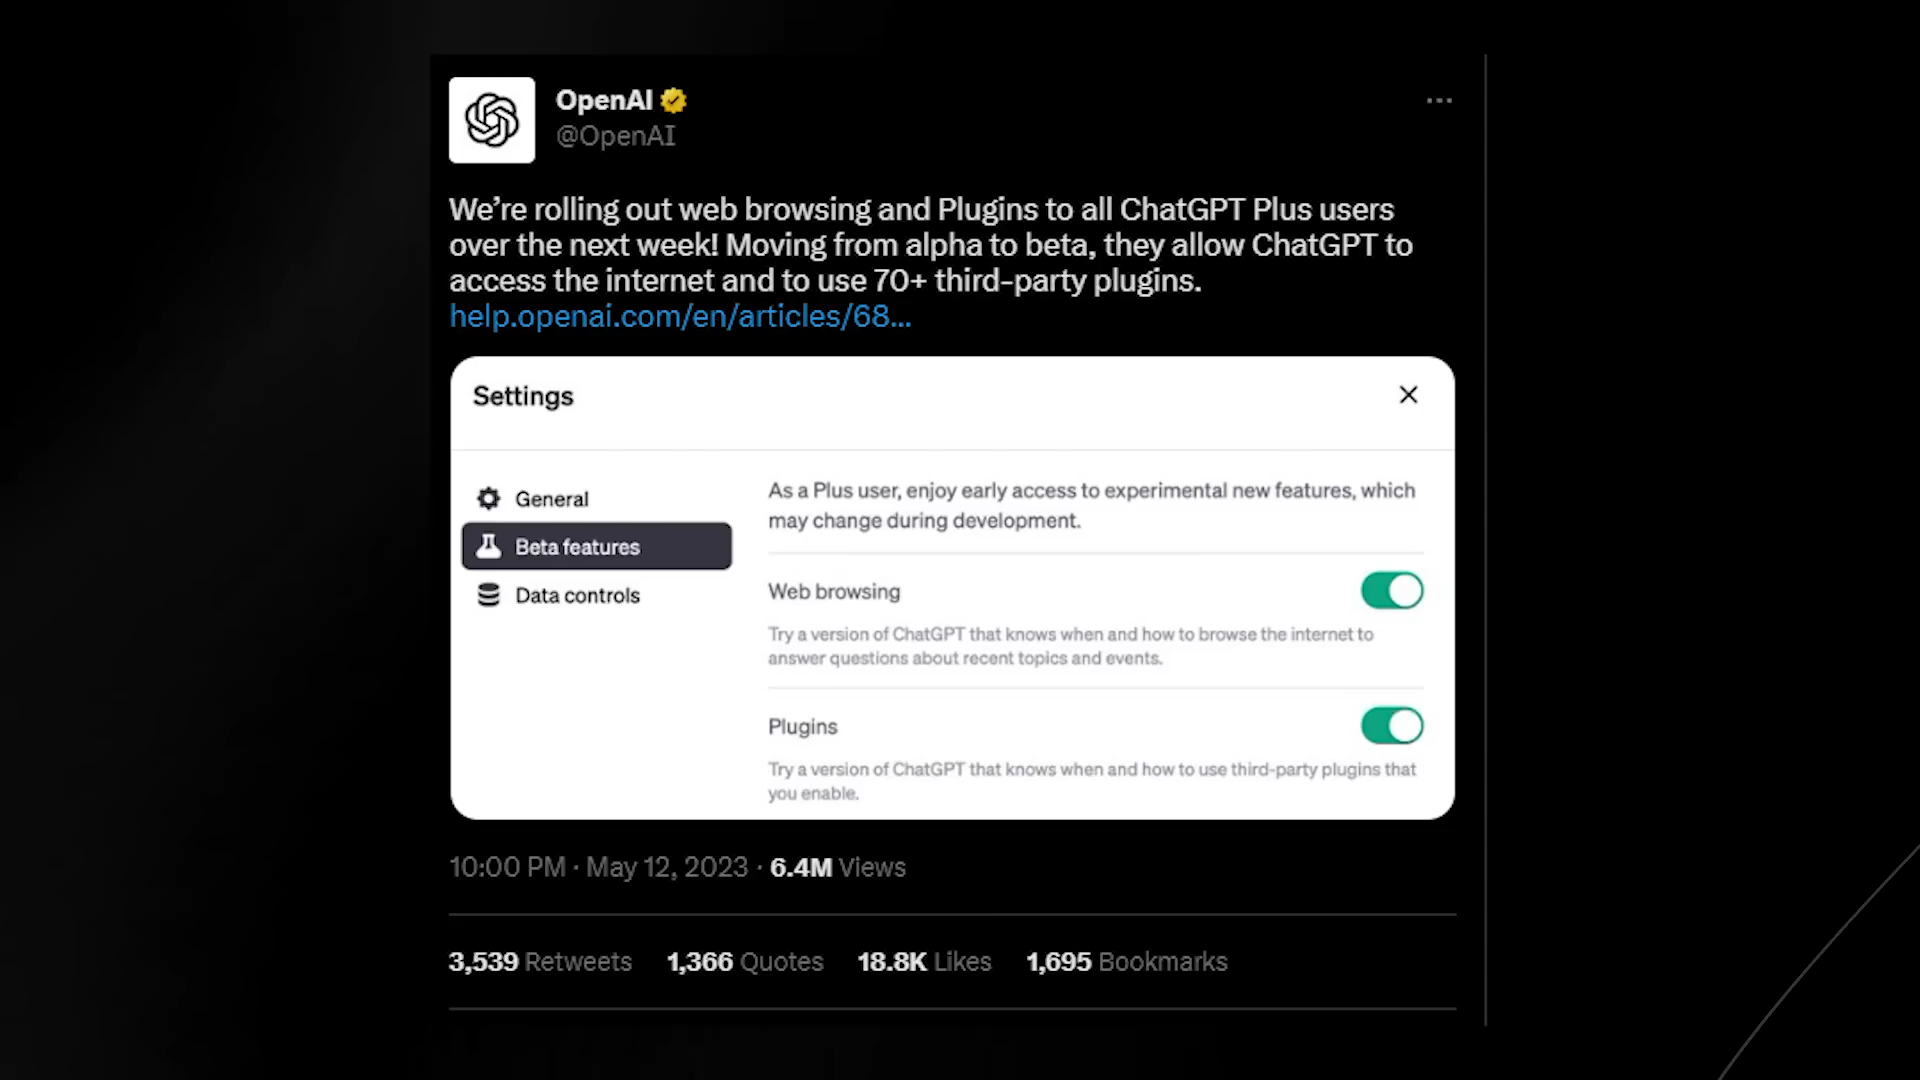 OpenAI
@OpenAI
We’re rolling out web browsing and Plugins to all ChatGPT Plus users
over the next week! Moving from alpha to beta, they allow ChatGPT to
access the internet and to use 70+ third-party plugins.
help.openai.com/en/articles/68...
Settings
General
Beta features
Data controls
As a Plus user, enjoy early access to experimental new features, which
may change during development.
Web browsing
Try a version of ChatGPT that knows when and how to browse the internet to
answer questions about recent topics and events.
Plugins
Try a version of ChatGPT that knows when and how to use third-party plugins that
you enable.
10:00 PM · May 12, 2023 · 6.4M Views
3,539 Retweets 1,366 Quotes 18.8K Likes 1,695 Bookmarks